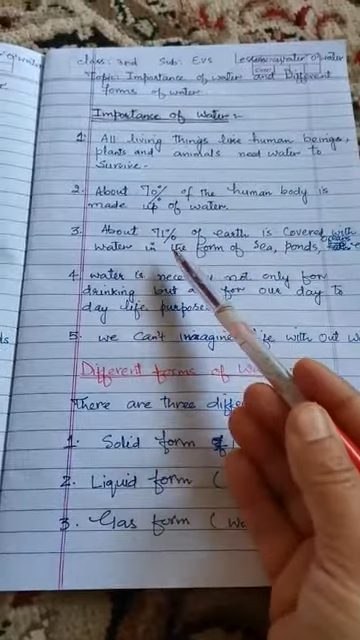 class: 3rd Sub: EVS Lesson:
Topic: Importance of water and Different
forms of water.
Importance of water:-
1. All living things like human beings,
plants and animals need water to
Survive.
2. About 70% of the human body is
made up of water.
3. About 71% of earth is covered with
water in the form of sea, ponds,
4. water is not only for
drinking but for our day to
day life purpose.
5. we can't imagine life with out
Different forms of
There are three
1. Solid form
2. Liquid form (
3. Gas form (